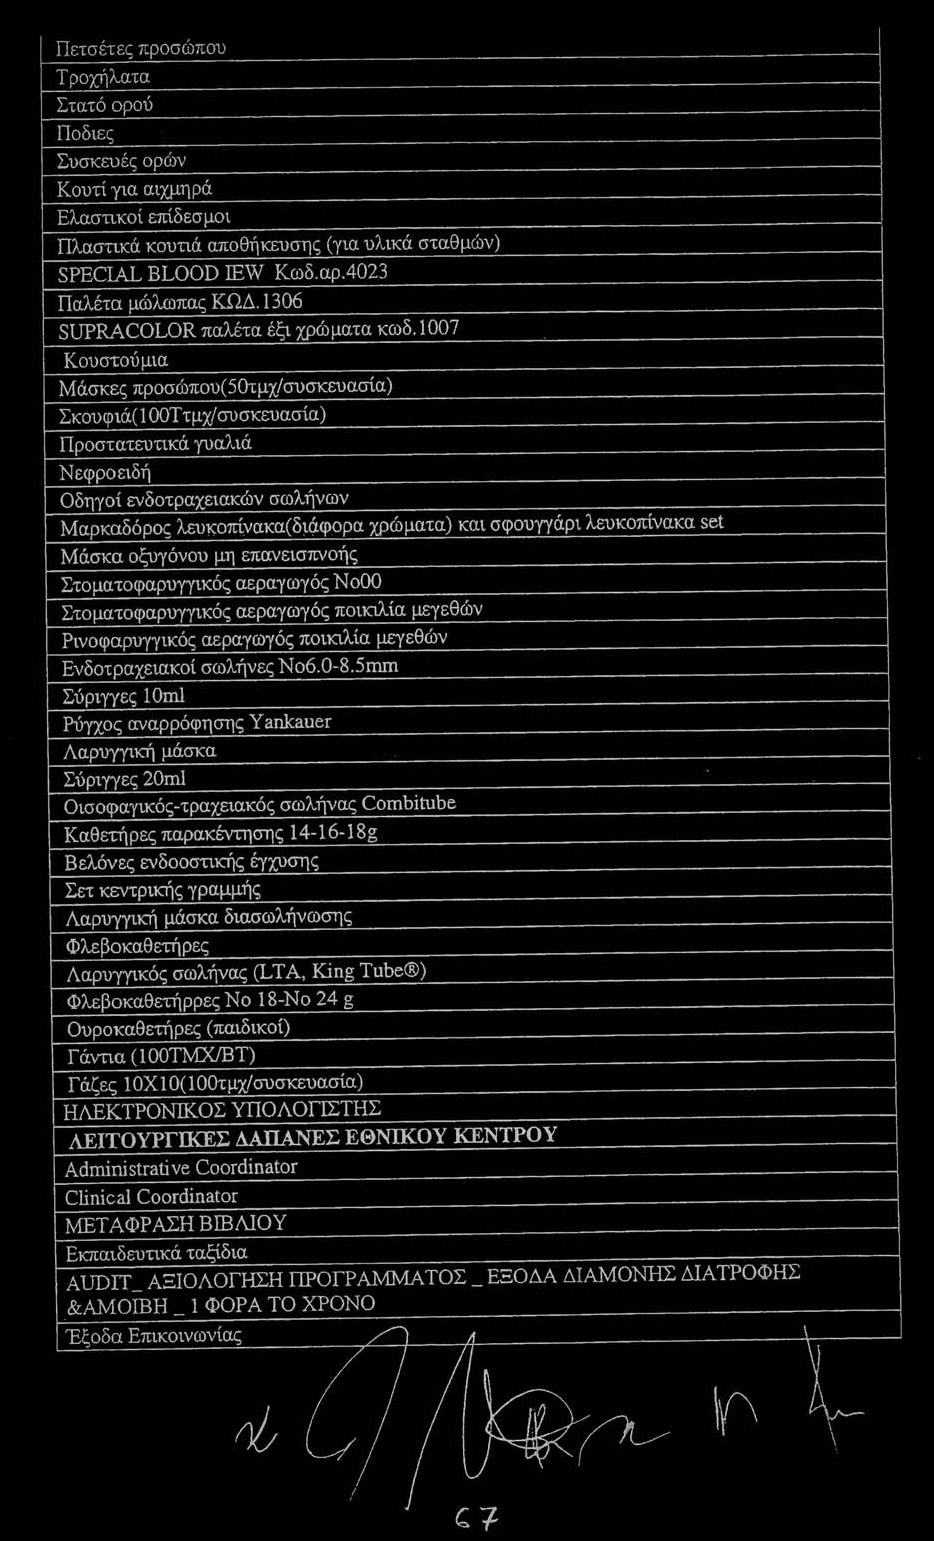 Πετσέτες προσώπου
Τροχήλατα
Στατό ορού
Ποδιες
Συσκευές ορών
Κουτί για αιχμηρά
Ελαστικοί επίδεσμοι
Πλαστικά κουτιά αποθήκευσης (για υλικά σταθμών)
SPECIAL BLOOD IEW Κωδ.αρ.4023
Παλέτα μώλωπας ΚΩΔ.1306
SUPRACOLOR παλέτα έξι χρώματα κωδ.1007
Κουστούμια
Μάσκες προσώπου(50τμχ/συσκευασία)
Σκουφιά(100Ττμχ/συσκευασία)
Προστατευτικά γυαλιά
Νεφροειδή
Οδηγοί ενδοτραχειακών σωλήνων
Μαρκαδόρος λευκοπίνακα(διάφορα χρώματα) και σφουγγάρι λευκοπίνακα set
Μάσκα οξυγόνου μη επανεισπνοής
Στοματοφαρυγγικός αεραγωγός Νο00
Στοματοφαρυγγικός αεραγωγός ποικιλία μεγεθών
Ρινοφαρυγγικός αεραγωγός ποικιλία μεγεθών
Ενδοτραχειακοί σωλήνες Νο6.0-8.5mm
Σύριγγες 10ml
Ρύγχος αναρρόφησης Yankauer
Λαρυγγική μάσκα
Σύριγγες 20ml
Οισοφαγικός-τραχειακός σωλήνας Combitube
Καθετήρες παρακέντησης 14-16-18g
Βελόνες ενδοοστικής έγχυσης
Σετ κεντρικής γραμμής
Λαρυγγική μάσκα διασωλήνωσης
Φλεβοκαθετήρες
Λαρυγγικός σωλήνας (LTA, King Tube®)
Φλεβοκαθετήρρες Νο 18-Νο 24 g
Ουροκαθετήρες (παιδικοί)
Γάντια (100ΤΜΧ/ΒΤ)
Γάζες 10Χ10(100τμχ/συσκευασία)
ΗΛΕΚΤΡΟΝΙΚΟΣ ΥΠΟΛΟΓΙΣΤΗΣ
ΛΕΙΤΟΥΡΓΙΚΕΣ ΔΑΠΑΝΕΣ ΕΘΝΙΚΟΥ ΚΕΝΤΡΟΥ
Administrative Coordinator
Clinical Coordinator
ΜΕΤΑΦΡΑΣΗ ΒΙΒΛΙΟΥ
Εκπαιδευτικά ταξίδια
AUDIT_ ΑΞΙΟΛΟΓΗΣΗ ΠΡΟΓΡΑΜΜΑΤΟΣ _ ΕΞΟΔΑ ΔΙΑΜΟΝΗΣ ΔΙΑΤΡΟΦΗΣ
&ΑΜΟΙΒΗ _ 1 ΦΟΡΑ ΤΟ ΧΡΟΝΟ
Έξοδα Επικοινωνίας
67